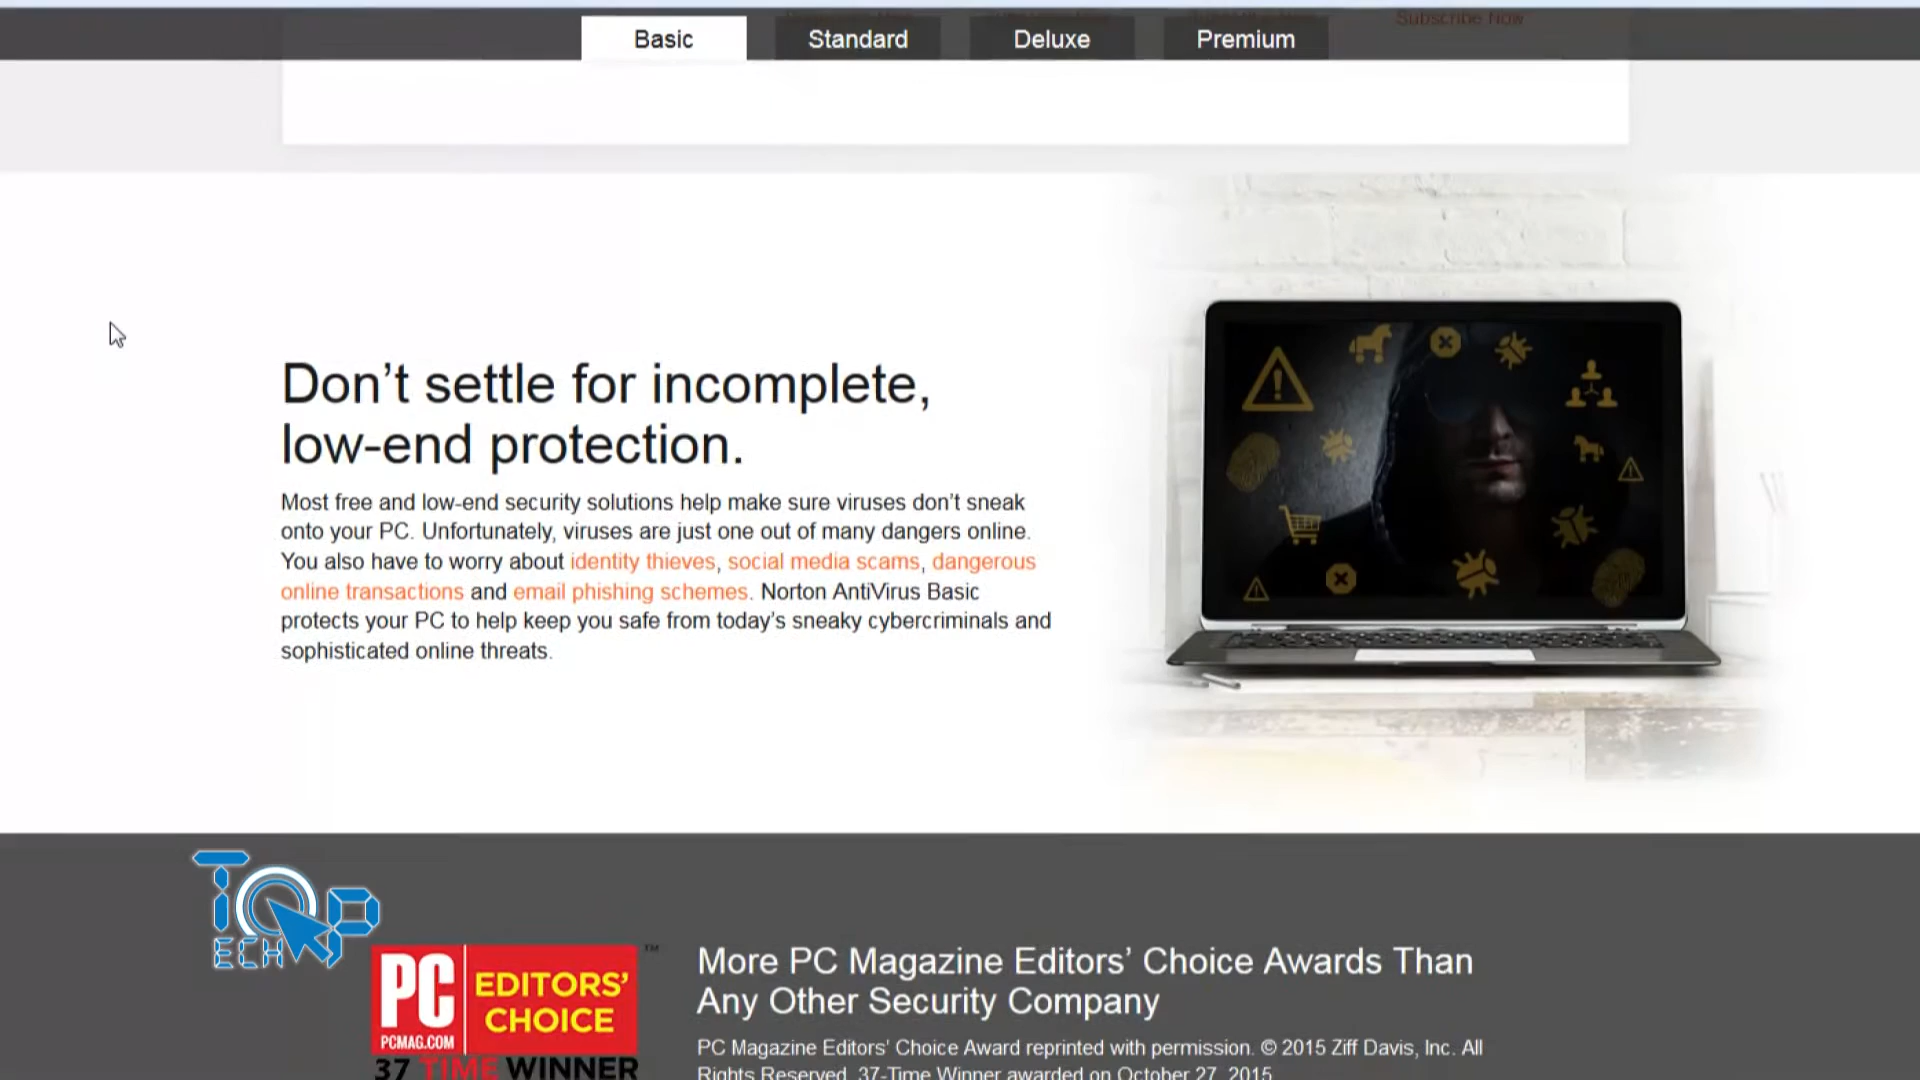 Subscribe Now
Basic
Standard
Deluxe
Premium
Don’t settle for incomplete,
low-end protection.
Most free and low-end security solutions help make sure viruses don’t sneak
onto your PC. Unfortunately, viruses are just one out of many dangers online.
You also have to worry about identity thieves, social media scams, dangerous
online transactions and email phishing schemes. Norton AntiVirus Basic
protects your PC to help keep you safe from today’s sneaky cybercriminals and
sophisticated online threats.
TOP
ECH
PC
PCMAG.COM
EDITORS’
CHOICE
™
37 TIME WINNER
More PC Magazine Editors’ Choice Awards Than
Any Other Security Company
PC Magazine Editors’ Choice Award reprinted with permission. © 2015 Ziff Davis, Inc. All
Rights Reserved. 37-Time Winner awarded on October 27, 2015